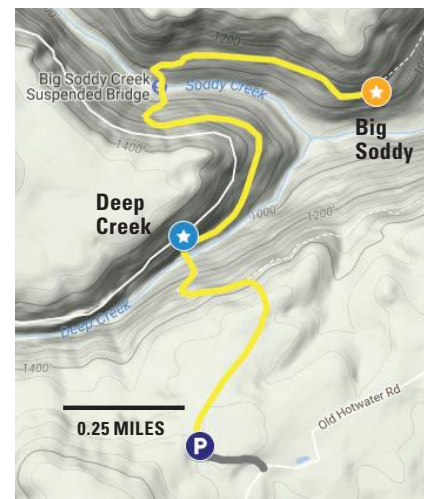 1200'
Big Soddy Creek
Suspended Bridge
Soddy Creek
Big
Soddy
1400'
Deep
Creek
1000'
1200'
Deep Creek
1400'
0.25 MILES
Old Hotwater Rd
P